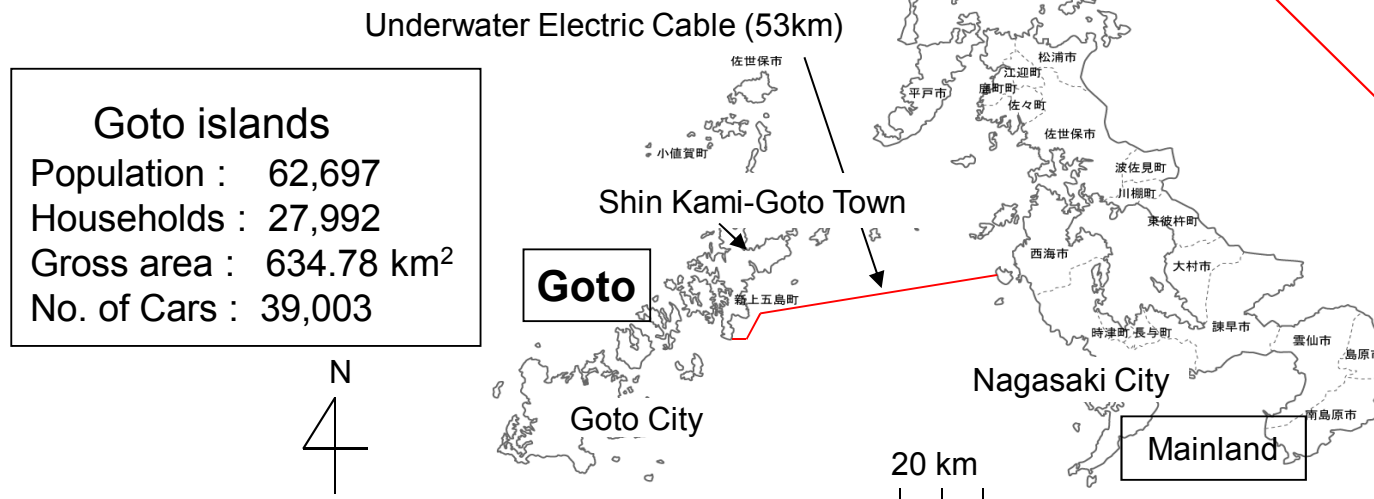 Underwater Electric Cable (53km)
Goto islands
Population : 62,697
Households : 27,992
Gross area : 634.78 km²
No. of Cars : 39,003
N
佐世保市
小値賀町
Shin Kami-Goto Town
Goto
新上五島町
Goto City
松浦市
江迎町
鹿町町
平戸市
佐々町
佐世保市
波佐見町
川棚町
東彼杵町
西海市
大村市
時津町
長与町
諫早市
雲仙市
島原市
南島原市
Nagasaki City
Mainland
20 km